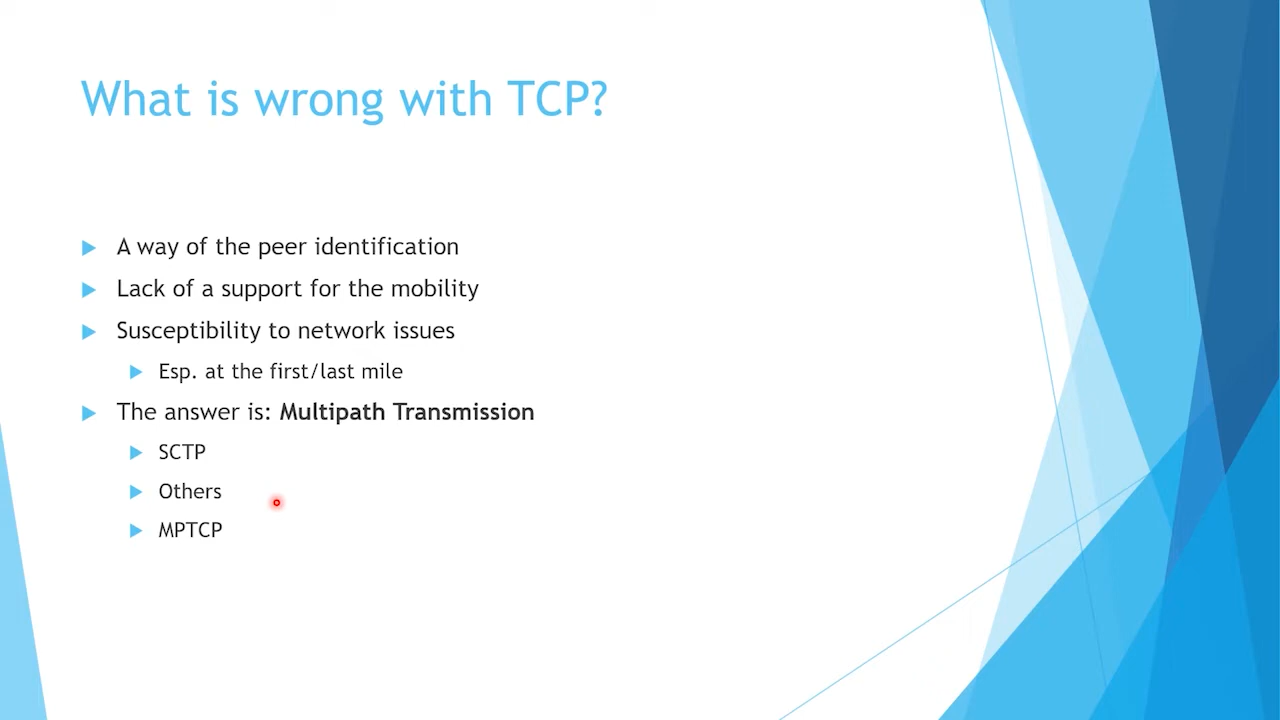 What is wrong with TCP?
A way of the peer identification
Lack of a support for the mobility
Susceptibility to network issues
Esp. at the first/last mile
The answer is: Multipath Transmission
SCTP
Others
MPTCP